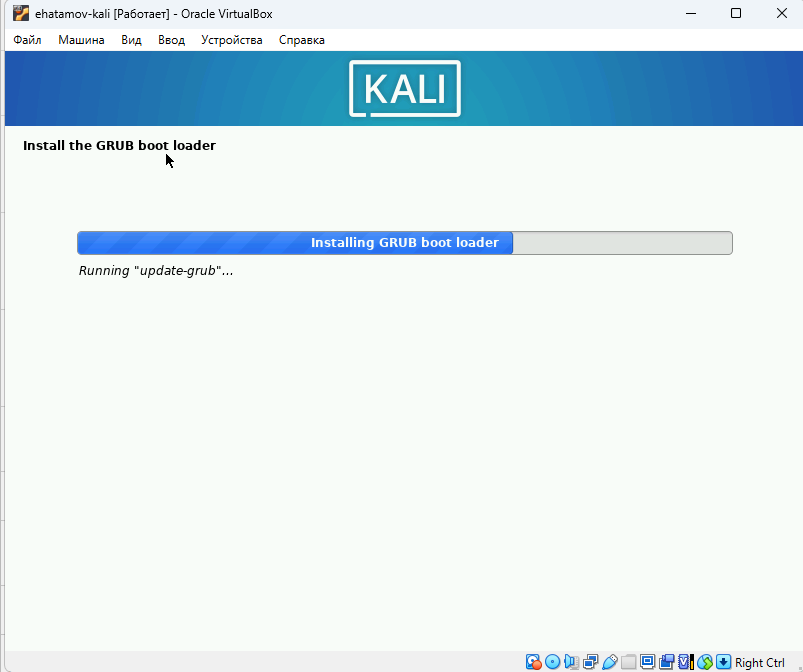 ehatamov-kali [Работает] - Oracle VirtualBox
Файл Машина Вид Ввод Устройства Справка
KALI
Install the GRUB boot loader
Installing GRUB boot loader
Running "update-grub"...
Right Ctrl